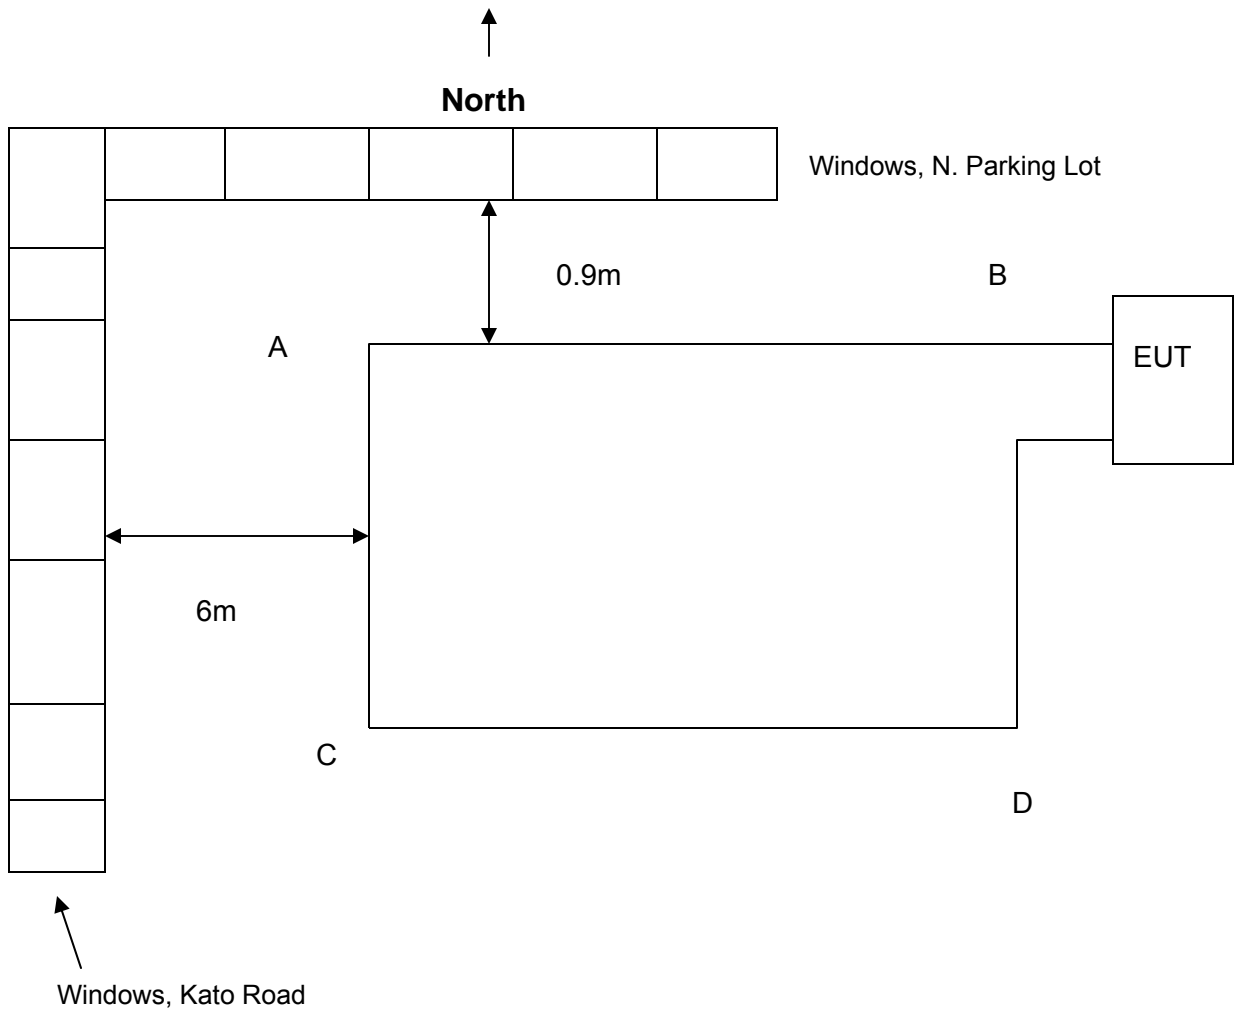 North
Windows, N. Parking Lot
0.9m
B
A
EUT
6m
C
D
Windows, Kato Road